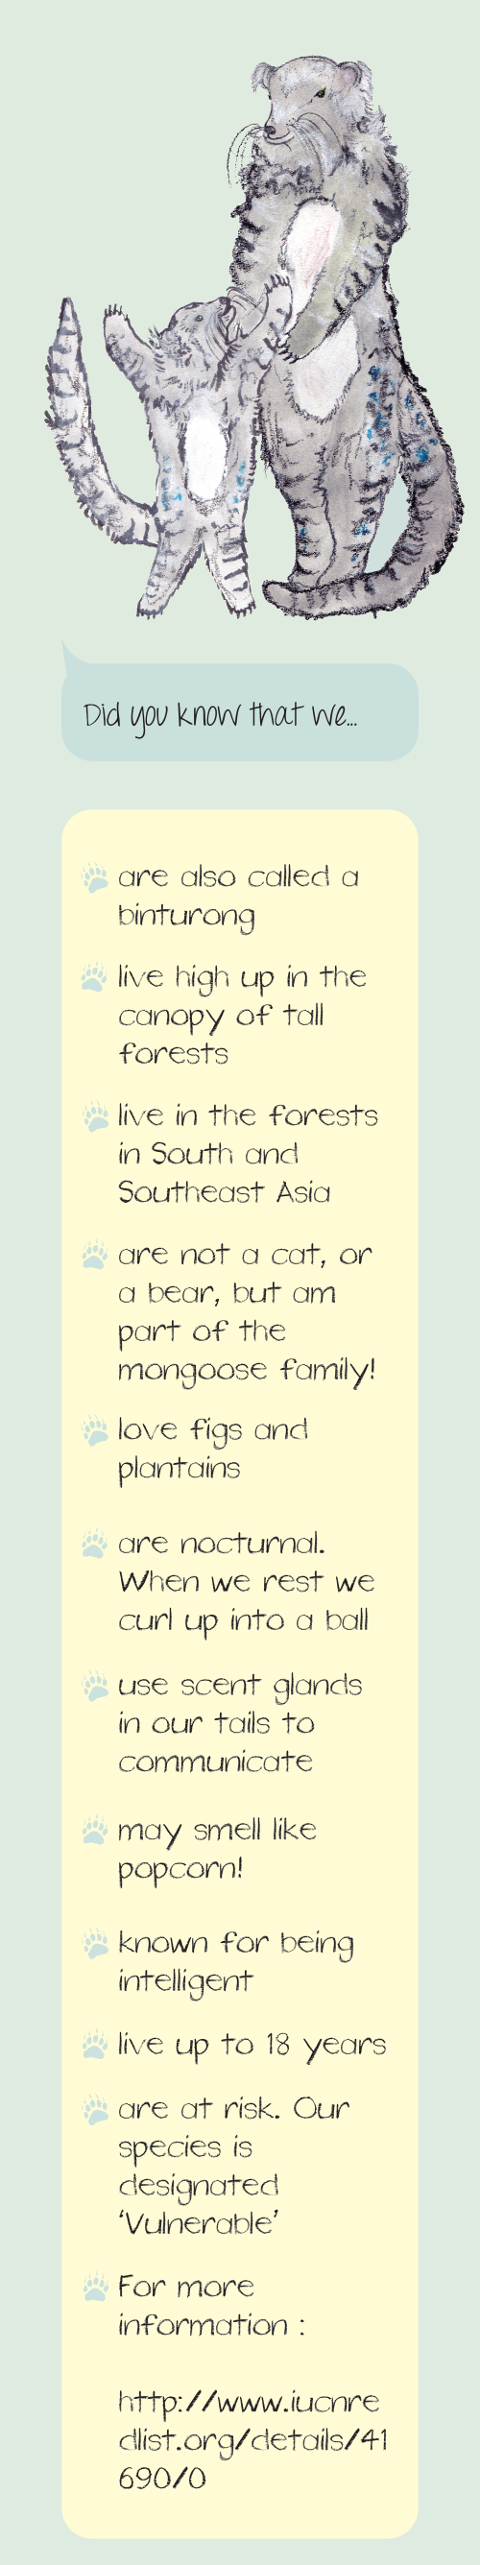 Did you know that we...
are also called a
binturong
live high up in the
canopy of tall
forests
live in the forests
in South and
Southeast Asia
are not a cat, or
a bear, but am
part of the
mongoose family!
love figs and
plantains
are nocturnal.
When we rest we
curl up into a ball
use scent glands
in our tails to
communicate
may smell like
popcorn!
known for being
intelligent
live up to 18 years
are at risk. Our
species is
designated
‘Vulnerable’
For more
information :
http://www.iucnre
dlist.org/details/41
690/0